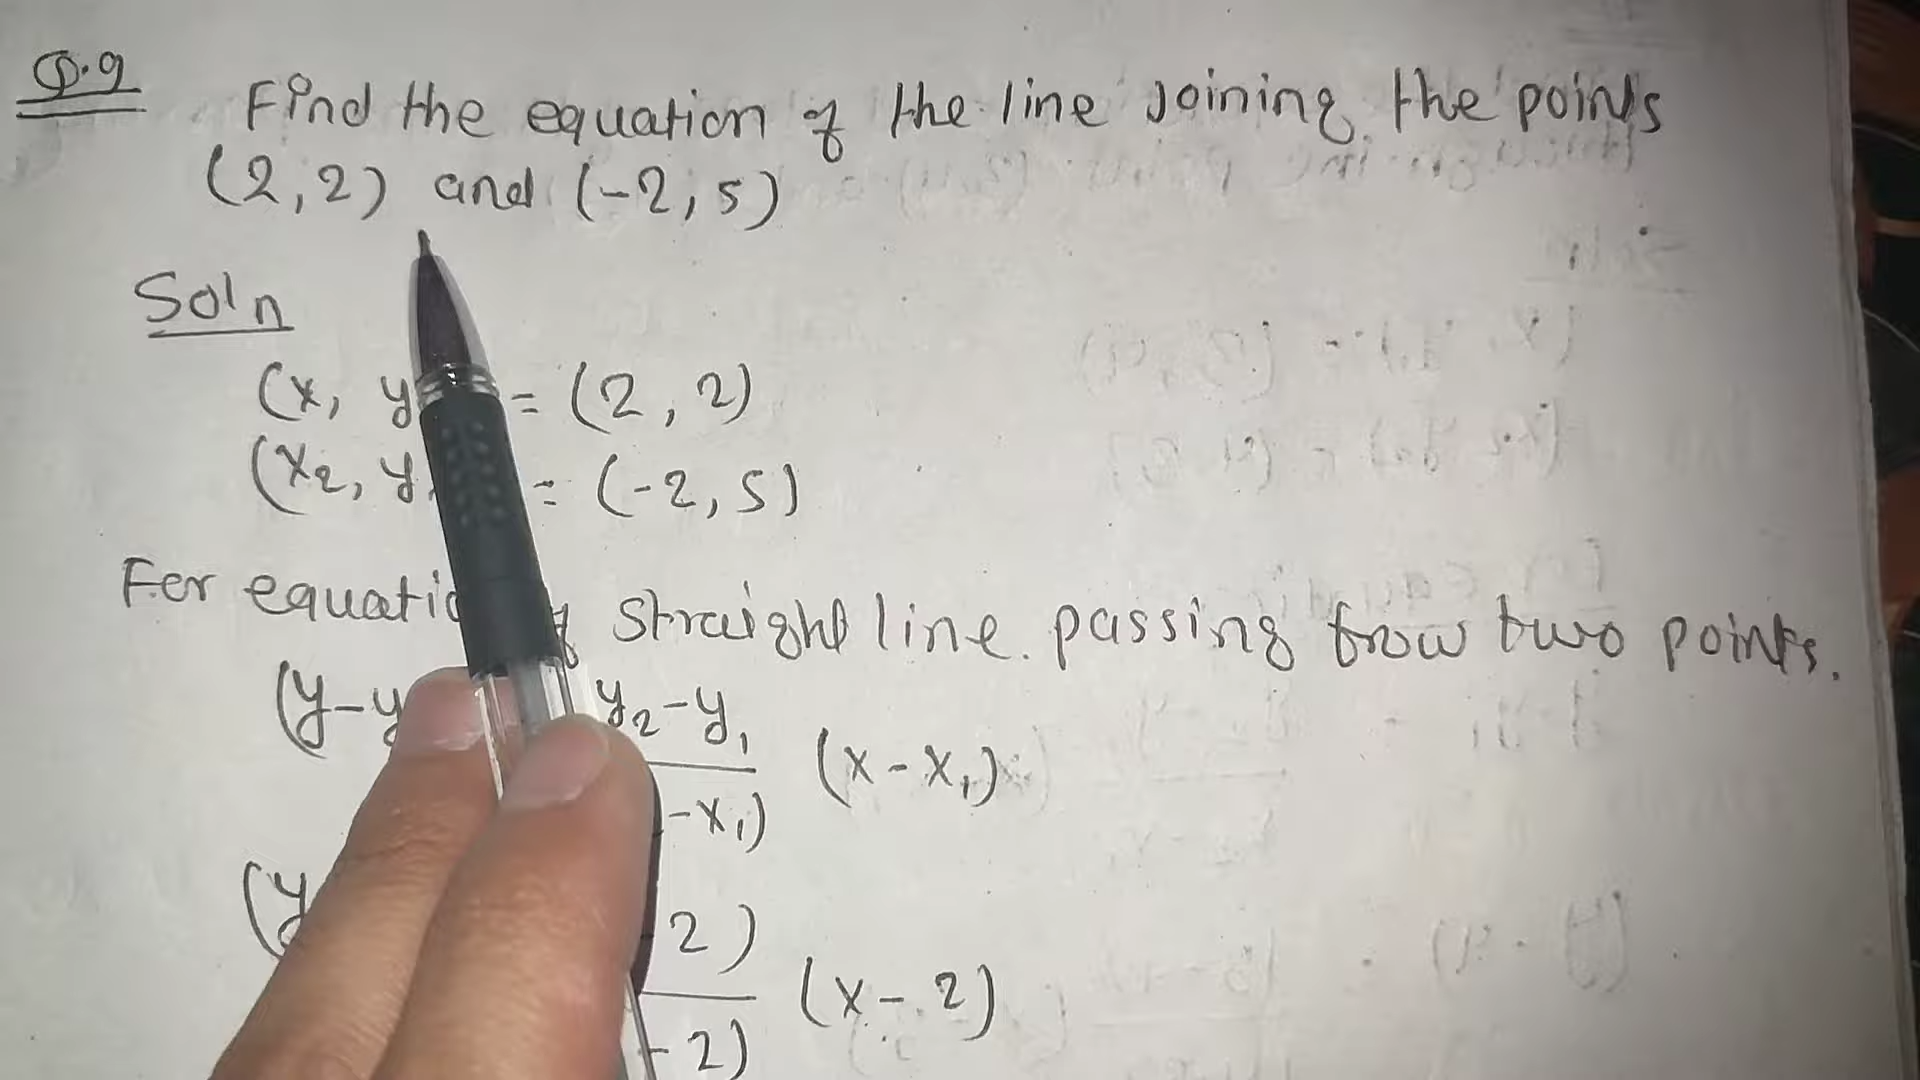 Q.9 Find the equation of the line Joining the points
(2,2) and (-2,5)
Soln
(x, y = (2, 2)
(x2, y = (-2, 5)
For equatio of straight line. passing from two points.
(y-y y2-y1 (x-x1)
-x1)
(y 2) (x-2)
-2)